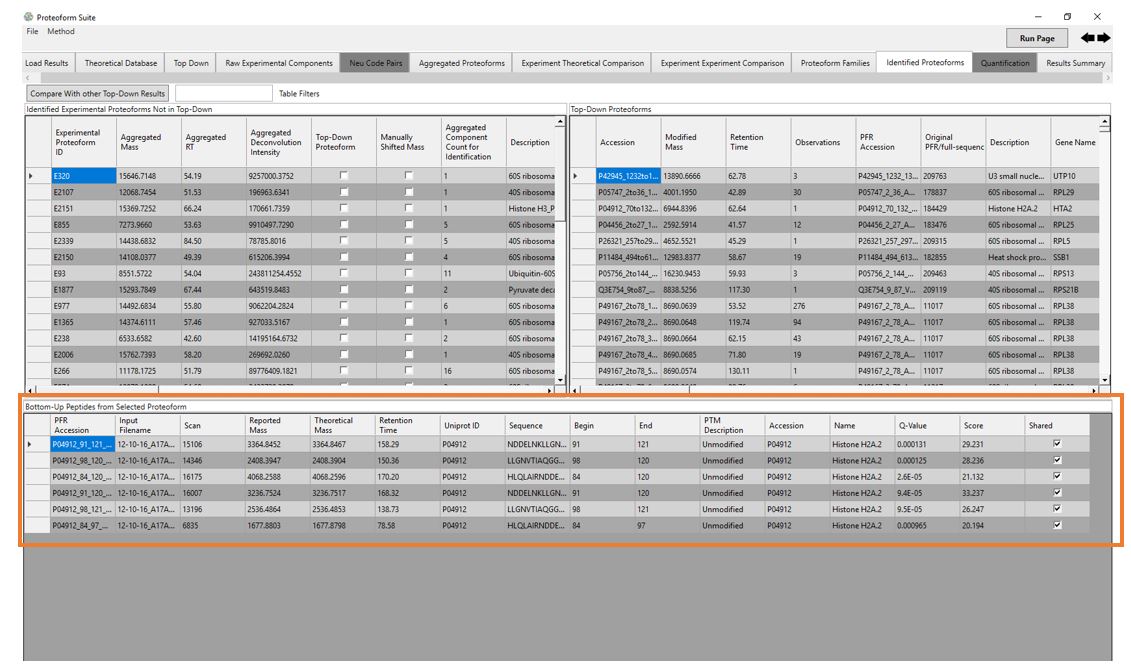 Proteoform Suite
File Method
Run Page
Load Results Theoretical Database Top Down Raw Experimental Components Neu Code Pairs Aggregated Proteoforms Experiment Theoretical Comparison Experiment Experiment Comparison Proteoform Families Identified Proteoforms Quantification Results Summary
Compare With other Top-Down Results Table Filters
Identified Experimental Proteoforms Not in Top-Down
Experimental Proteoform ID Aggregated Mass Aggregated RT Aggregated Deconvolution Intensity Top-Down Proteoform Manually Shifted Mass Aggregated Component Count for Identification Description
E320 15646.7148 54.19 9257000.3752 1 60S ribosoma
E2107 12068.7454 51.53 196963.6341 1 40S ribosoma
E2151 15369.7252 66.24 170661.7359 1 Histone H3_P
E855 7273.9660 53.63 9910497.7290 5 60S ribosoma
E2339 14438.6832 84.50 78785.8016 5 40S ribosoma
E2150 14108.0377 49.39 615206.3994 4 60S ribosoma
E93 8551.5722 54.04 243811254.4552 11 Ubiquitin-60S
E1877 15293.7849 67.44 643519.8483 2 Pyruvate deca
E977 14492.6834 55.80 9062204.2824 6 60S ribosoma
E1365 14374.6111 57.46 927033.5167 1 60S ribosoma
E238 6533.6582 42.60 14195164.6732 2 60S ribosoma
E2006 15762.7393 58.20 269692.0260 1 40S ribosoma
E266 11178.1725 51.79 89776409.1821 16 60S ribosoma
Top-Down Proteoforms
Accession Modified Mass Retention Time Observations PFR Accession Original PFR/full-sequenc Description Gene Name
P42945_1232to1... 13890.6666 62.78 3 P42945_1232_13... 209763 U3 small nucle... UTP10
P05747_2to36_1... 4001.1950 42.89 30 P05747_2_36_A... 178837 60S ribosomal ... RPL29
P04912_70to132... 6944.8396 62.64 1 P04912_70_132_... 184429 Histone H2A.2 HTA2
P04456_2to27_1... 2592.5914 41.57 12 P04456_2_27_A... 183476 60S ribosomal ... RPL25
P26321_257to29... 4652.5521 45.29 1 P26321_257_297... 209315 60S ribosomal ... RPL5
P11484_494to61... 12983.8377 58.67 19 P11484_494_613... 182855 Heat shock pro... SSB1
P05756_2to144_... 16230.9453 59.93 3 P05756_2_144_... 209463 40S ribosomal ... RPS13
Q3E754_9to87_... 8838.5256 117.30 1 Q3E754_9_87_V... 209119 40S ribosomal ... RPS21B
P49167_2to78_1... 8690.0639 53.52 276 P49167_2_78_A... 11017 60S ribosomal ... RPL38
P49167_2to78_2... 8690.0648 119.74 94 P49167_2_78_A... 11017 60S ribosomal ... RPL38
P49167_2to78_3... 8690.0664 62.15 43 P49167_2_78_A... 11017 60S ribosomal ... RPL38
P49167_2to78_4... 8690.0685 71.80 19 P49167_2_78_A... 11017 60S ribosomal ... RPL38
P49167_2to78_5... 8690.0574 130.11 1 P49167_2_78_A... 11017 60S ribosomal ... RPL38
Bottom-Up Peptides from Selected Proteoform
PFR Accession Input Filename Scan Reported Mass Theoretical Mass Retention Time Uniprot ID Sequence Begin End PTM Description Accession Name Q-Value Score Shared
P04912_91_121_... 12-10-16_A17A... 15106 3364.8452 3364.8467 158.29 P04912 NDDELNKLLGN... 91 121 Unmodified P04912 Histone H2A.2 0.000131 29.231
P04912_98_120_... 12-10-16_A17A... 14346 2408.3947 2408.3904 150.36 P04912 LLGNVTIAQGG... 98 120 Unmodified P04912 Histone H2A.2 0.000125 28.236
P04912_84_120_... 12-10-16_A17A... 16175 4068.2588 4068.2596 170.20 P04912 HLQLAIRNDDE... 84 120 Unmodified P04912 Histone H2A.2 2.6E-05 21.132
P04912_91_120_... 12-10-16_A17A... 16007 3236.7524 3236.7517 168.32 P04912 NDDELNKLLGN... 91 120 Unmodified P04912 Histone H2A.2 9.4E-05 33.237
P04912_98_121_... 12-10-16_A17A... 13196 2536.4864 2536.4853 138.73 P04912 LLGNVTIAQGG... 98 121 Unmodified P04912 Histone H2A.2 9.5E-05 26.247
P04912_84_97_... 12-10-16_A17A... 6835 1677.8803 1677.8798 78.58 P04912 HLQLAIRNDDE... 84 97 Unmodified P04912 Histone H2A.2 0.000965 20.194